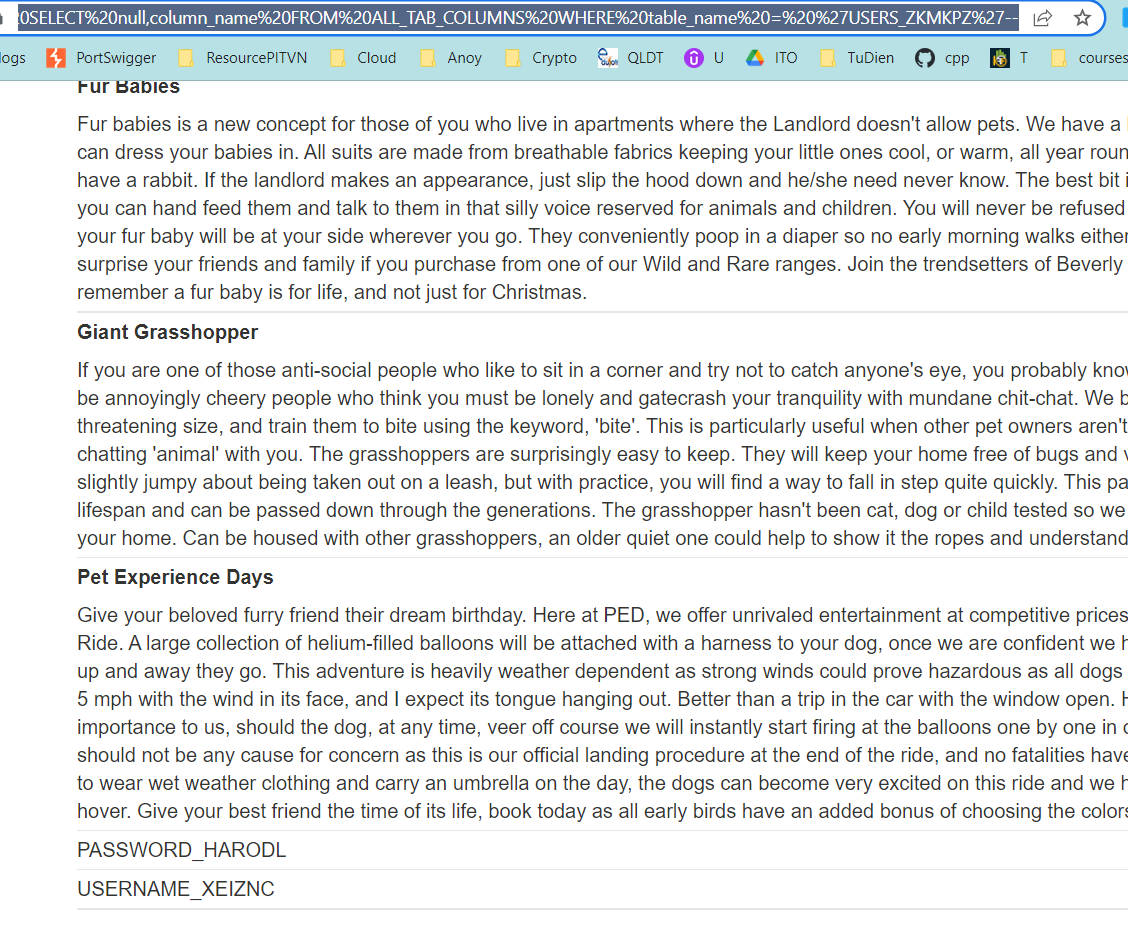 0SELECT%20null,column_name%20FROM%20ALL_TAB_COLUMNS%20WHERE%20table_name%20=%20%27USERS_ZKMKPZ%27--
logs PortSwigger ResourcePITVN Cloud Anoy Crypto QLDT U ITO TuDien cpp T courses
Fur Babies
Fur babies is a new concept for those of you who live in apartments where the Landlord doesn't allow pets. We have a
can dress your babies in. All suits are made from breathable fabrics keeping your little ones cool, or warm, all year roun
have a rabbit. If the landlord makes an appearance, just slip the hood down and he/she need never know. The best bit i
you can hand feed them and talk to them in that silly voice reserved for animals and children. You will never be refused
your fur baby will be at your side wherever you go. They conveniently poop in a diaper so no early morning walks either
surprise your friends and family if you purchase from one of our Wild and Rare ranges. Join the trendsetters of Beverly
remember a fur baby is for life, and not just for Christmas.
Giant Grasshopper
If you are one of those anti-social people who like to sit in a corner and try not to catch anyone's eye, you probably know
be annoyingly cheery people who think you must be lonely and gatecrash your tranquility with mundane chit-chat. We b
threatening size, and train them to bite using the keyword, 'bite'. This is particularly useful when other pet owners aren't
chatting 'animal' with you. The grasshoppers are surprisingly easy to keep. They will keep your home free of bugs and v
slightly jumpy about being taken out on a leash, but with practice, you will find a way to fall in step quite quickly. This pa
lifespan and can be passed down through the generations. The grasshopper hasn't been cat, dog or child tested so we
your home. Can be housed with other grasshoppers, an older quiet one could help to show it the ropes and understand
Pet Experience Days
Give your beloved furry friend their dream birthday. Here at PED, we offer unrivaled entertainment at competitive prices
Ride. A large collection of helium-filled balloons will be attached with a harness to your dog, once we are confident we h
up and away they go. This adventure is heavily weather dependent as strong winds could prove hazardous as all dogs
5 mph with the wind in its face, and I expect its tongue hanging out. Better than a trip in the car with the window open. H
importance to us, should the dog, at any time, veer off course we will instantly start firing at the balloons one by one in o
should not be any cause for concern as this is our official landing procedure at the end of the ride, and no fatalities have
to wear wet weather clothing and carry an umbrella on the day, the dogs can become very excited on this ride and we h
hover. Give your best friend the time of its life, book today as all early birds have an added bonus of choosing the colors
PASSWORD_HARODL
USERNAME_XEIZNC